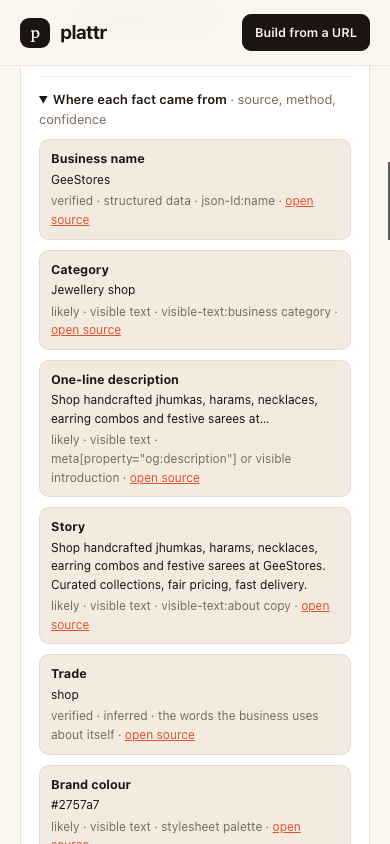 p plattr
Build from a URL
▼ Where each fact came from · source, method,
confidence
Business name
GeeStores
verified · structured data · json-ld:name · open
source
Category
Jewellery shop
likely · visible text · visible-text:business category ·
open source
One-line description
Shop handcrafted jhumkas, harams, necklaces,
earring combos and festive sarees at…
likely · visible text ·
meta[property="og:description"] or visible
introduction · open source
Story
Shop handcrafted jhumkas, harams, necklaces,
earring combos and festive sarees at GeeStores.
Curated collections, fair pricing, fast delivery.
likely · visible text · visible-text:about copy · open
source
Trade
shop
verified · inferred · the words the business uses
about itself · open source
Brand colour
#2757a7
likely · visible text · stylesheet palette · open